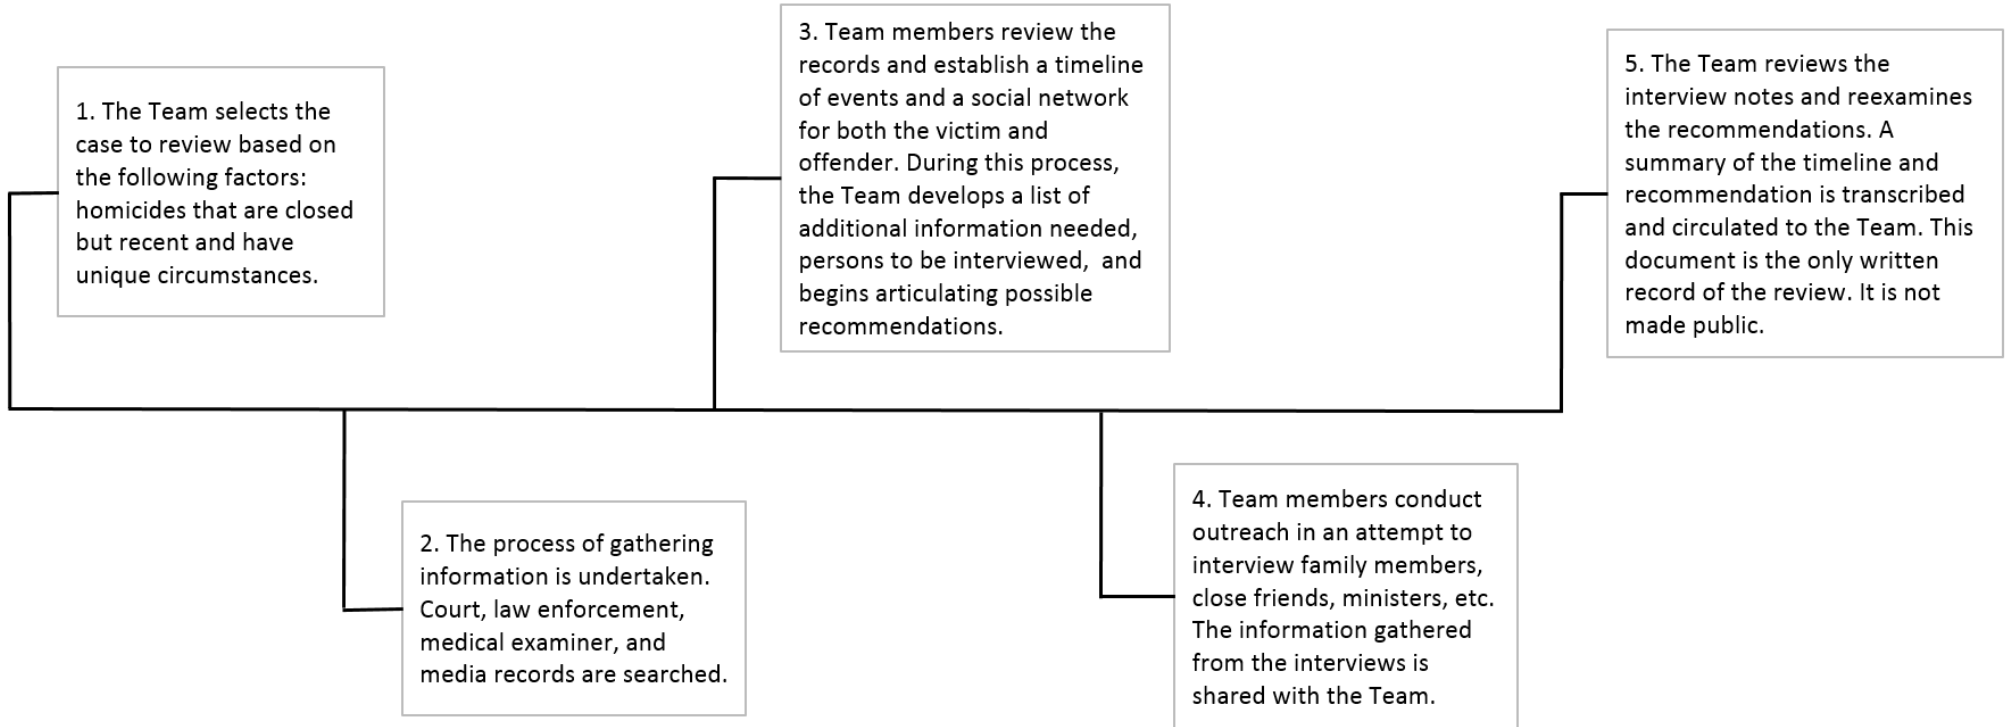 1. The Team selects the
case to review based on
the following factors:
homicides that are closed
but recent and have
unique circumstances.
2. The process of gathering
information is undertaken.
Court, law enforcement,
medical examiner, and
media records are searched.
3. Team members review the
records and establish a timeline
of events and a social network
for both the victim and
offender. During this process,
the Team develops a list of
additional information needed,
persons to be interviewed,  and
begins articulating possible
recommendations.
4. Team members conduct
outreach in an attempt to
interview family members,
close friends, ministers, etc.
The information gathered
from the interviews is
shared with the Team.
5. The Team reviews the
interview notes and reexamines
the recommendations. A
summary of the timeline and
recommendation is transcribed
and circulated to the Team. This
document is the only written
record of the review. It is not
made public.